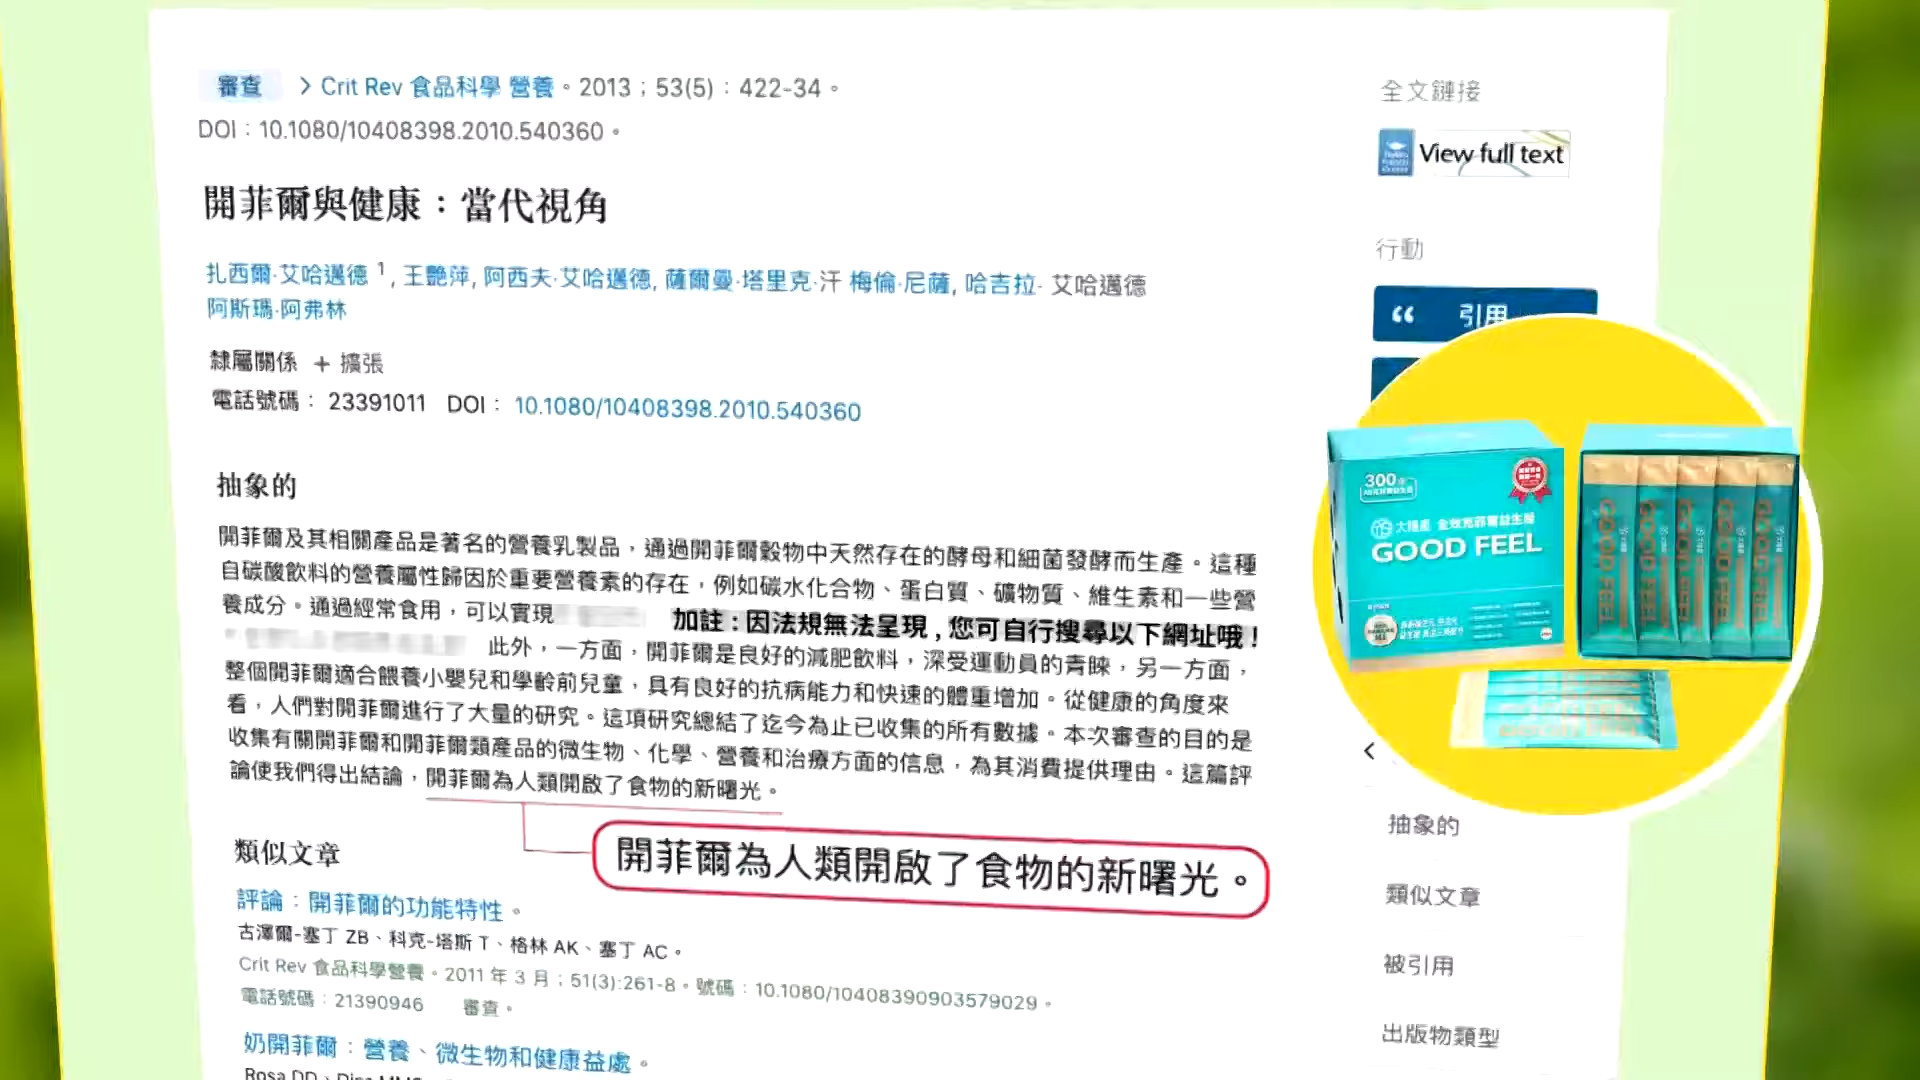 審查 > Crit Rev 食品科學 營養。2013；53(5)：422-34。
DOI：10.1080/10408398.2010.540360。
開菲爾與健康：當代視角
扎西爾·艾哈邁德 1, 王艷萍, 阿西夫·艾哈邁德, 薩爾曼·塔里克·汗 梅倫·尼薩, 哈吉拉· 艾哈邁德
阿斯瑪·阿弗林
隸屬關係 + 擴張
電話號碼： 23391011 DOI： 10.1080/10408398.2010.540360
抽象的
開菲爾及其相關產品是著名的營養乳製品，通過開菲爾穀物中天然存在的酵母和細菌發酵而生產。這種
自碳酸飲料的營養屬性歸因於重要營養素的存在，例如碳水化合物、蛋白質、礦物質、維生素和一些營
養成分。通過經常食用，可以實現
加註：因法規無法呈現，您可自行搜尋以下網址哦！
此外，一方面，開菲爾是良好的減肥飲料，深受運動員的青睞，另一方面，
整個開菲爾適合餵養小嬰兒和學齡前兒童，具有良好的抗病能力和快速的體重增加。從健康的角度來
看，人們對開菲爾進行了大量的研究。這項研究總結了迄今為止已收集的所有數據。本次審查的目的是
收集有關開菲爾和開菲爾類產品的微生物、化學、營養和治療方面的信息，為其消費提供理由。這篇評
論使我們得出結論，開菲爾為人類開啟了食物的新曙光。
開菲爾為人類開啟了食物的新曙光。
類似文章
評論：開菲爾的功能特性。
古澤爾-塞丁 ZB、科克-塔斯 T、格林 AK、塞丁 AC。
Crit Rev 食品科學營養。2011 年 3 月；51(3):261-8。號碼：10.1080/10408390903579029。
電話號碼：21390946 審查。
奶開菲爾：營養、微生物和健康益處。
Rosa DD、
全文鏈接
View full text
行動
引用
300
大陽產 全效克菲爾益生菌
GOOD FEEL
GOOD FEEL
GOOD FEEL
GOOD FEEL
GOOD FEEL
GOOD FEEL
抽象的
類似文章
被引用
出版物類型